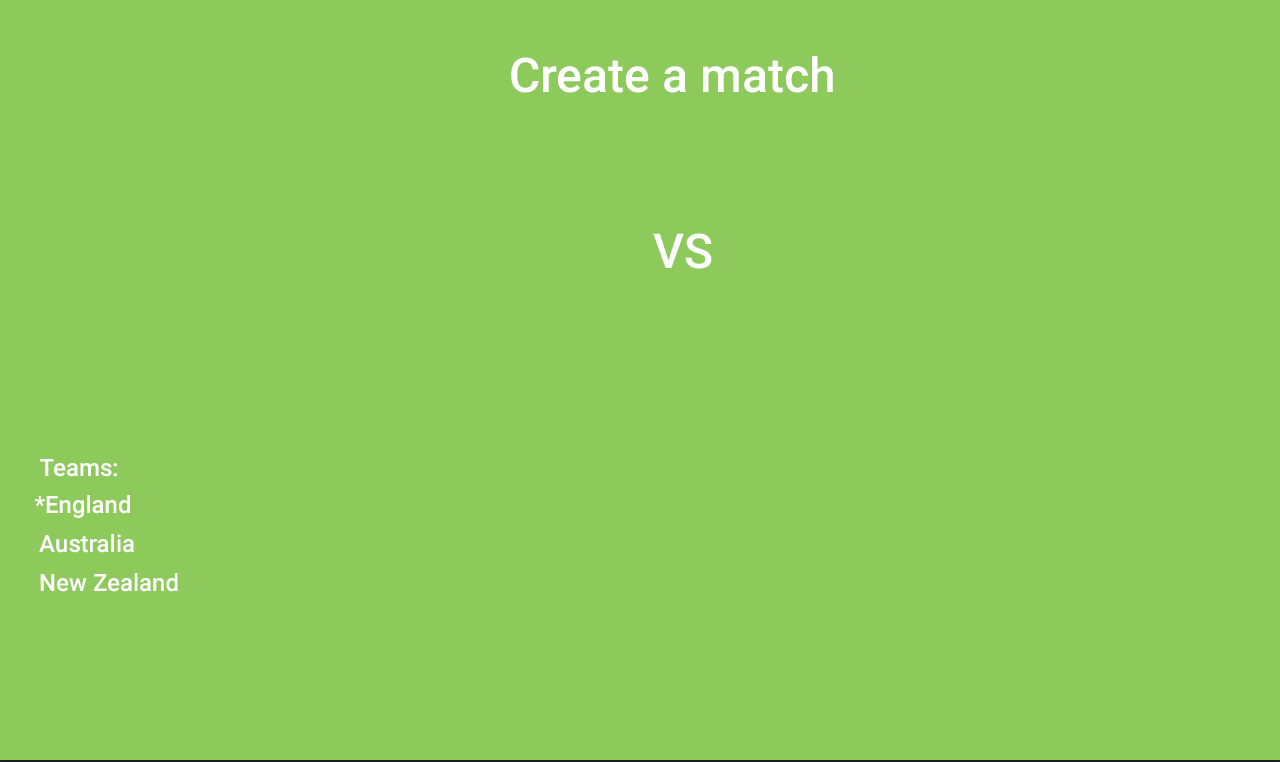 Create a match
VS
Teams:
*England
Australia
New Zealand